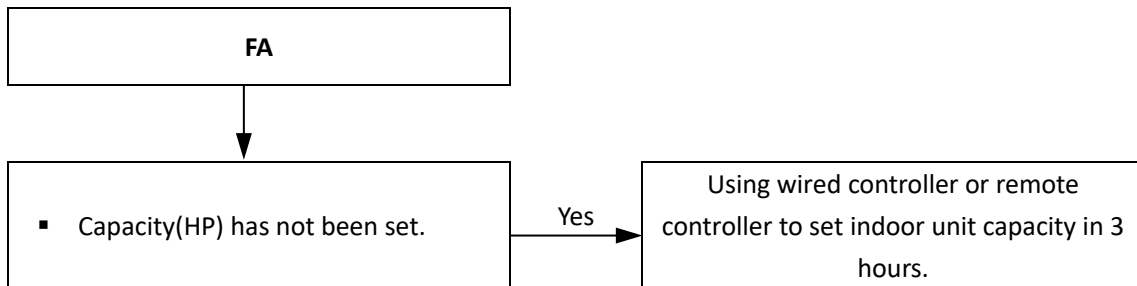 FA
▪ Capacity(HP) has not been set.
Yes
Using wired controller or remote
controller to set indoor unit capacity in 3
hours.